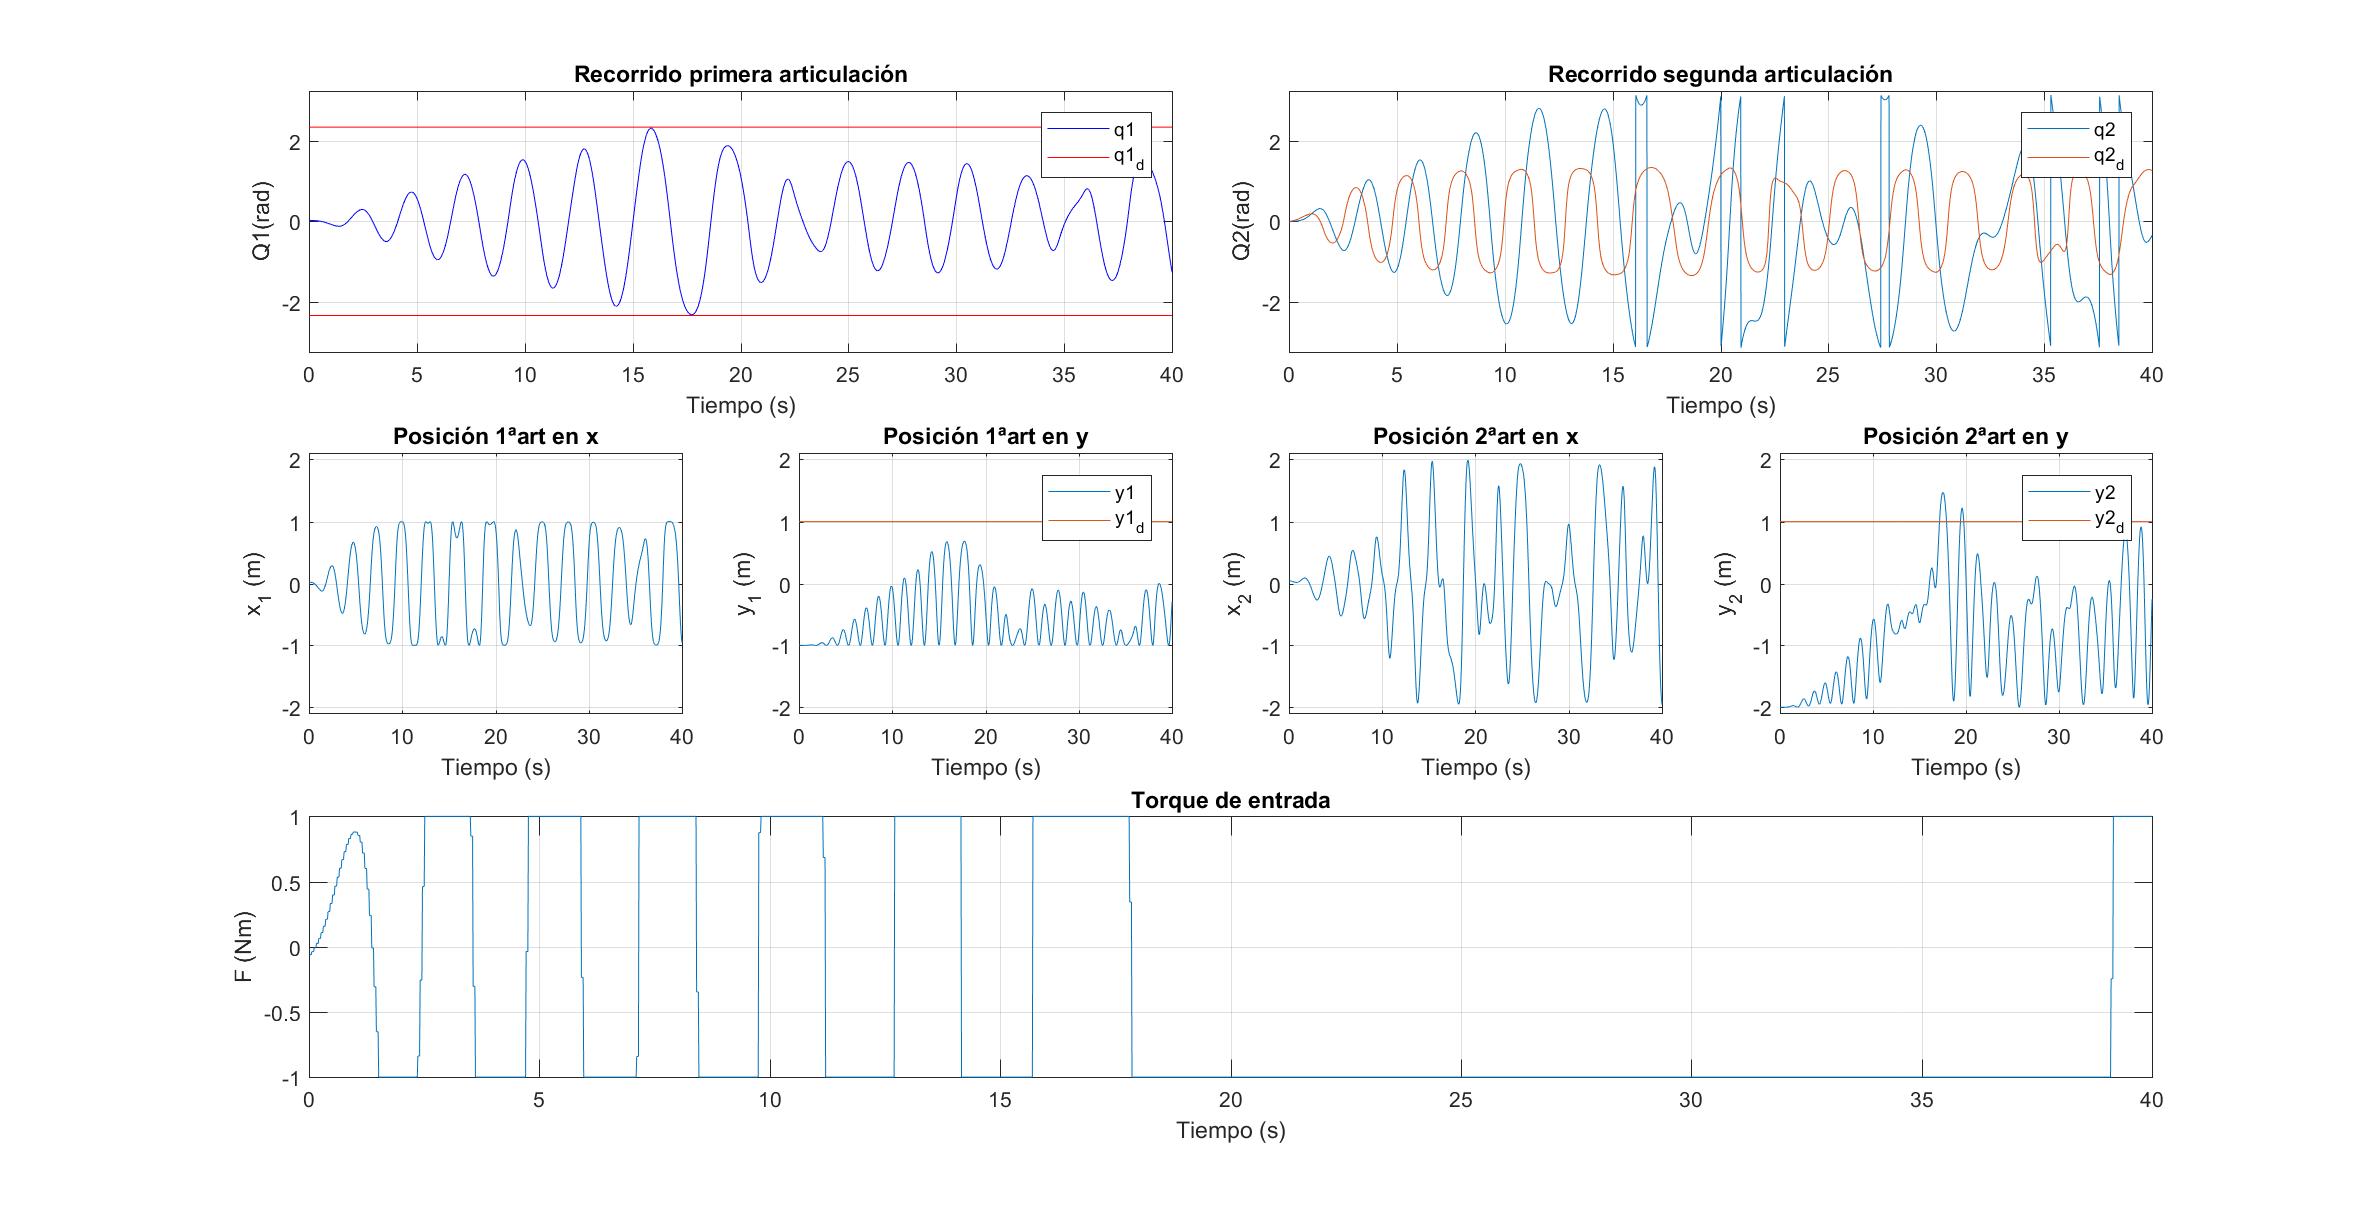 Recorrido primera articulación
Q1(rad)
2
0
-2
q1
q1d
0 5 10 15 20 25 30 35 40
Tiempo (s)
Recorrido segunda articulación
Q2(rad)
2
0
-2
q2
q2d
0 5 10 15 20 25 30 35 40
Tiempo (s)
Posición 1ªart en x
x1 (m)
2
1
0
-1
-2
0 10 20 30 40
Tiempo (s)
Posición 1ªart en y
y1 (m)
2
1
0
-1
-2
y1
y1d
0 10 20 30 40
Tiempo (s)
Posición 2ªart en x
x2 (m)
2
1
0
-1
-2
0 10 20 30 40
Tiempo (s)
Posición 2ªart en y
y2 (m)
2
1
0
-1
-2
y2
y2d
0 10 20 30 40
Tiempo (s)
Torque de entrada
F (Nm)
1
0.5
0
-0.5
-1
0 5 10 15 20 25 30 35 40
Tiempo (s)